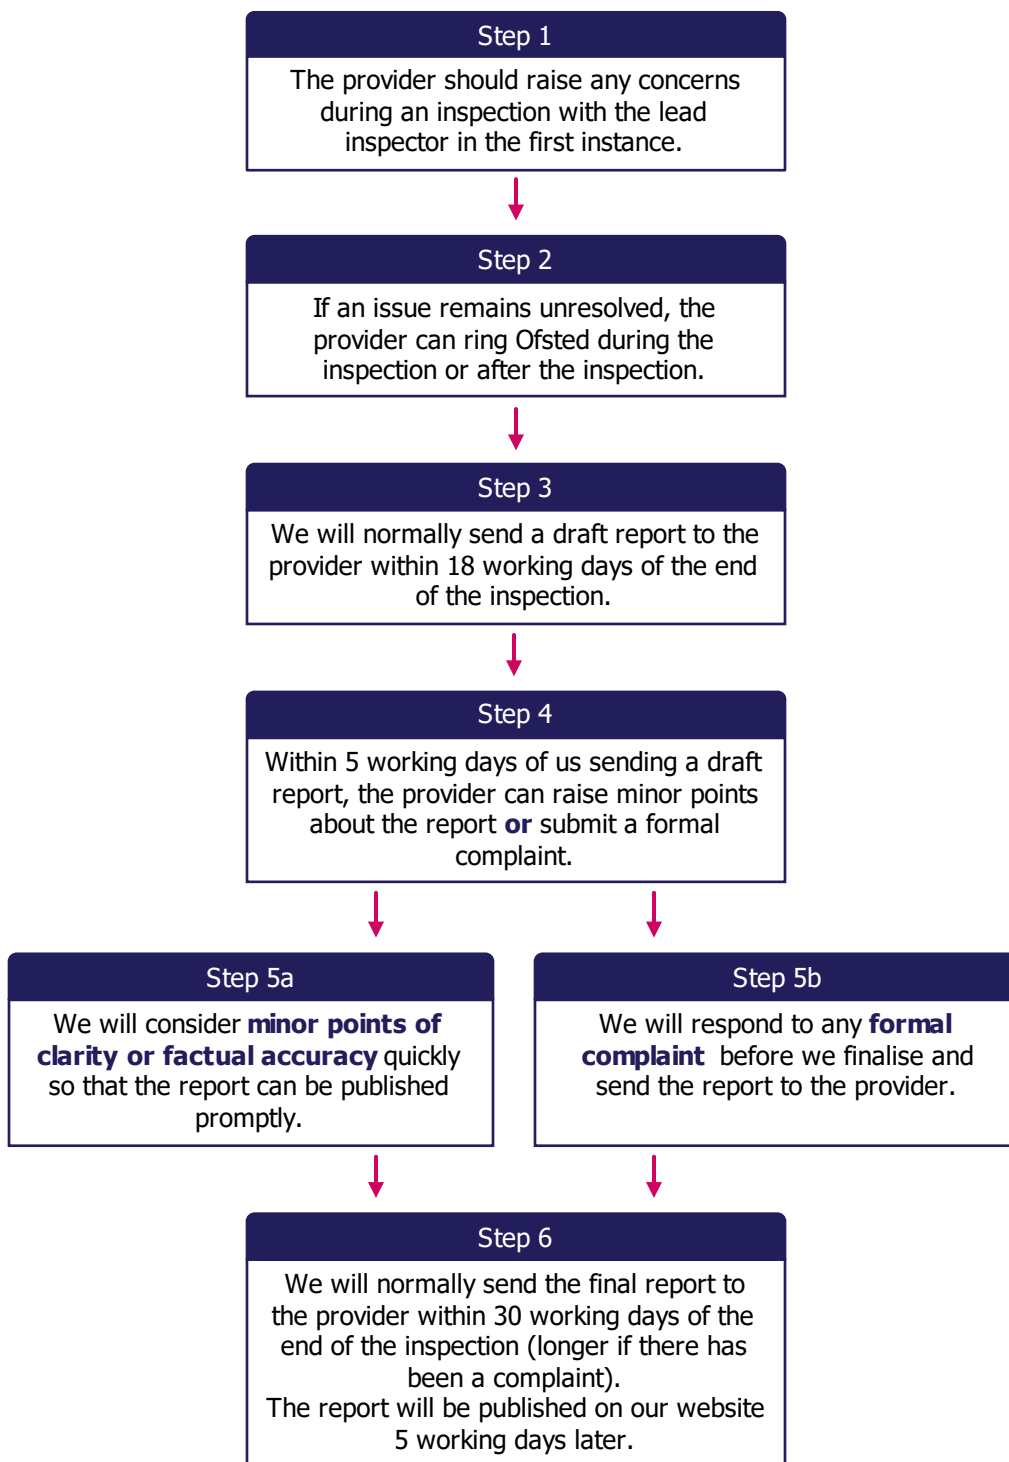 Step 1
The provider should raise any concerns
during an inspection with the lead
inspector in the first instance.
Step 2
If an issue remains unresolved, the
provider can ring Ofsted during the
inspection or after the inspection.
Step 3
We will normally send a draft report to the
provider within 18 working days of the end
of the inspection.
Step 4
Within 5 working days of us sending a draft
report, the provider can raise minor points
about the report or submit a formal
complaint.
Step 5a
We will consider minor points of
clarity or factual accuracy quickly
so that the report can be published
promptly.
Step 5b
We will respond to any formal
complaint before we finalise and
send the report to the provider.
Step 6
We will normally send the final report to
the provider within 30 working days of the
end of the inspection (longer if there has
been a complaint).
The report will be published on our website
5 working days later.